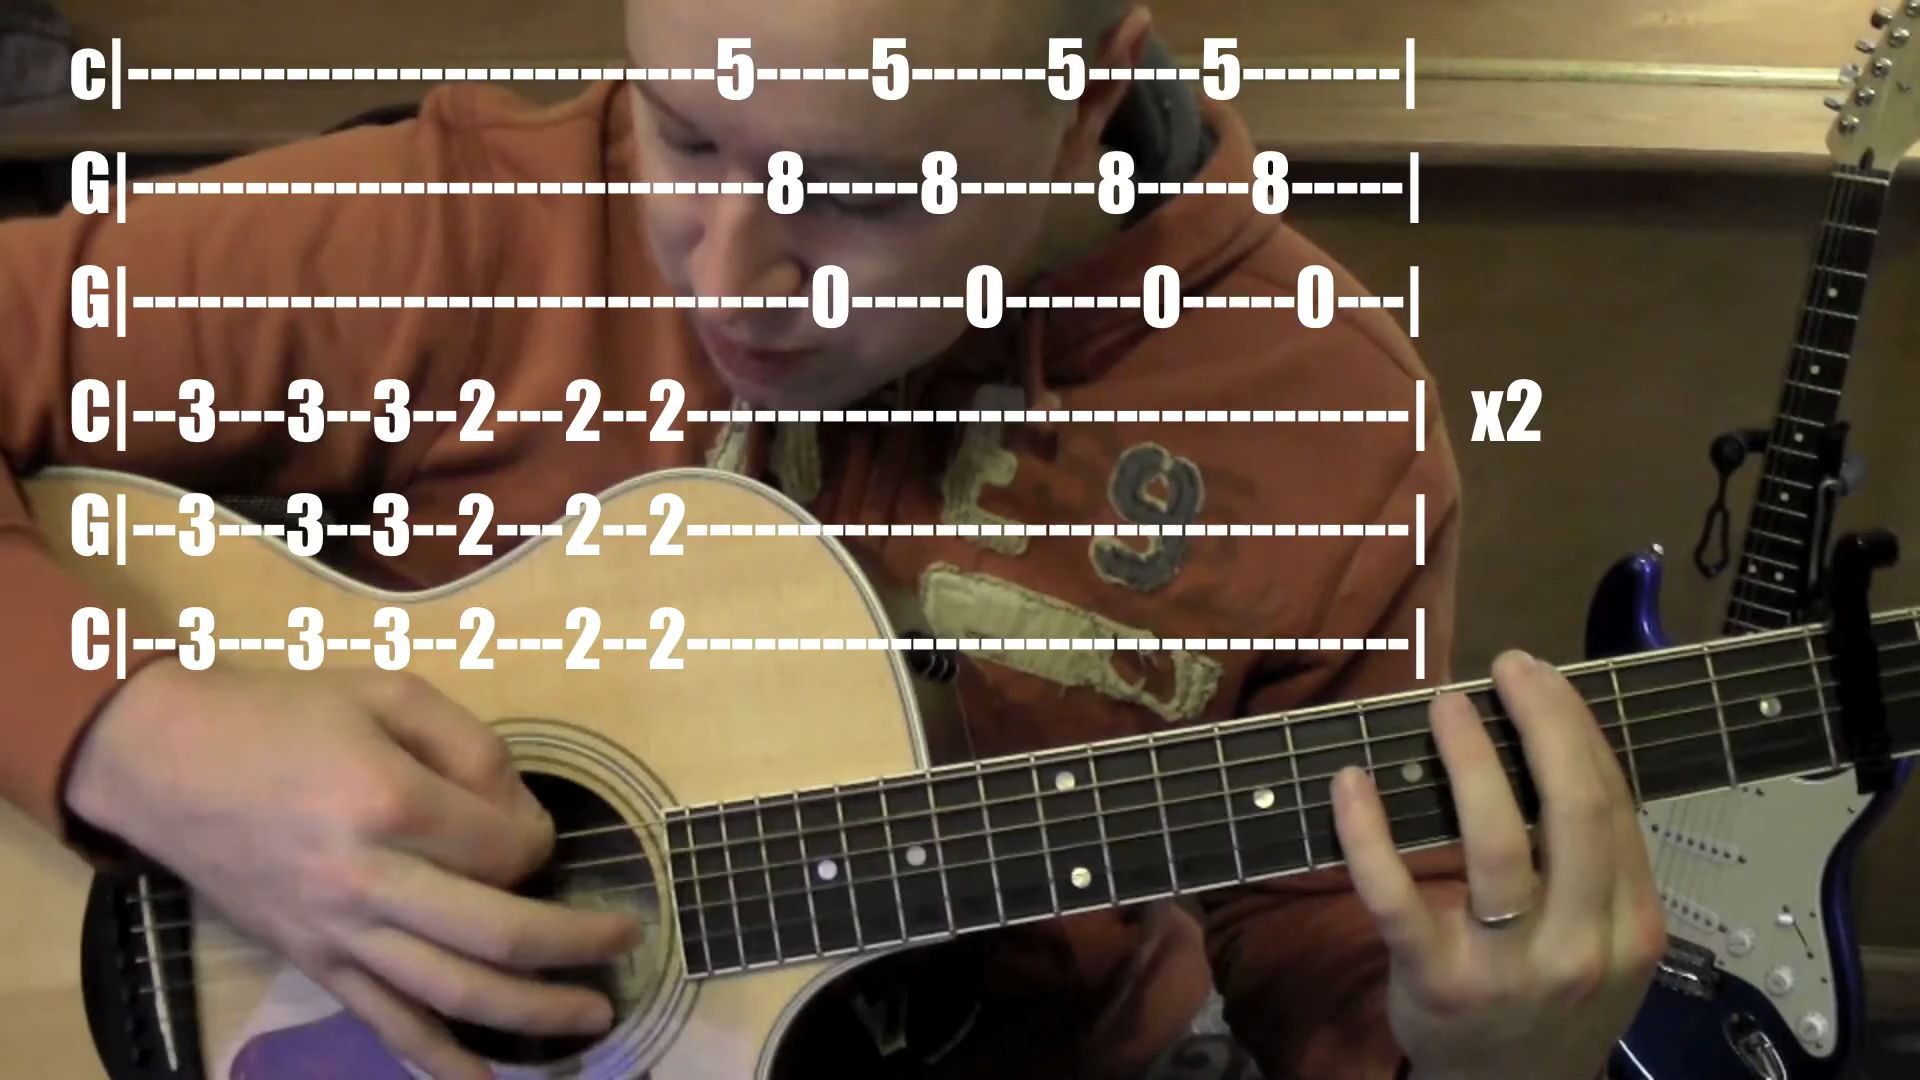 c|--------------------------5-----5------5-----5-------|
G|----------------------------8-----8------8-----8-----|
G|------------------------------0-----0------0-----0---|
C|--3---3--3--2---2--2--------------------------------| x2
G|--3---3--3--2---2--2--------------------------------|
C|--3---3--3--2---2--2--------------------------------|
9